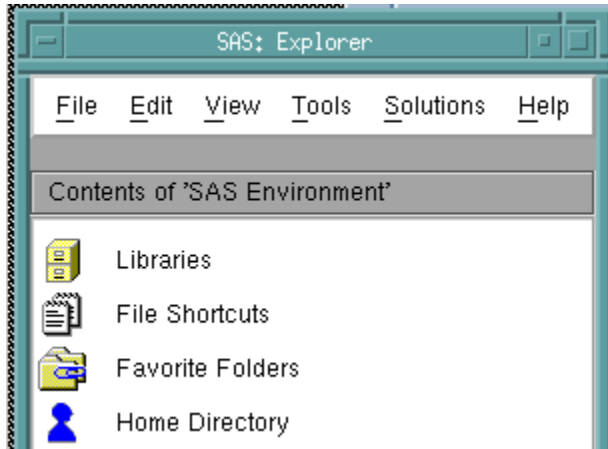 SAS: Explorer
File Edit View Tools Solutions Help
Contents of 'SAS Environment'
Libraries
File Shortcuts
Favorite Folders
Home Directory